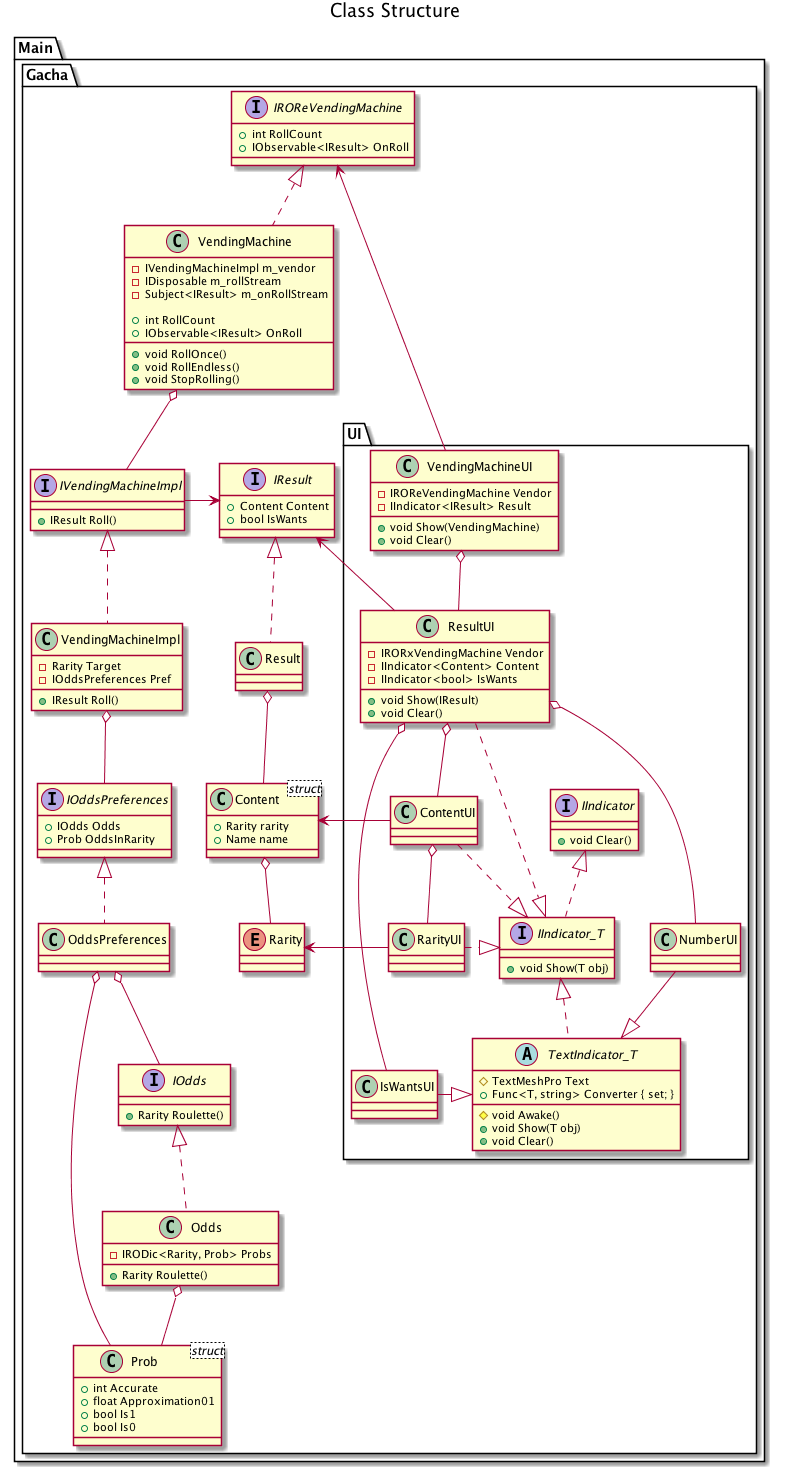 Class Structure
Main
Gacha
I IROReVendingMachine
int RollCount
IObservable<IResult> OnRoll
C VendingMachine
IVendingMachineImpl m_vendor
IDisposable m_rollStream
Subject<IResult> m_onRollStream
int RollCount
IObservable<IResult> OnRoll
void RollOnce()
void RollEndless()
void StopRolling()
UI
C VendingMachineUI
IROReVendingMachine Vendor
IIndicator<IResult> Result
void Show(VendingMachine)
void Clear()
I IVendingMachineImpl
IResult Roll()
I IResult
Content Content
bool IsWants
C VendingMachineImpl
Rarity Target
IOddsPreferences Pref
IResult Roll()
C Result
C ResultUI
IRORxVendingMachine Vendor
IIndicator<Content> Content
IIndicator<bool> IsWants
void Show(IResult)
void Clear()
I IOddsPreferences
IOdds Odds
Prob OddsInRarity
C Content
struct
Rarity rarity
Name name
C ContentUI
I IIndicator
void Clear()
C OddsPreferences
E Rarity
C RarityUI
I IIndicator_T
void Show(T obj)
C NumberUI
I IOdds
Rarity Roulette()
C IsWantsUI
A TextIndicator_T
TextMeshPro Text
Func<T, string> Converter { set; }
void Awake()
void Show(T obj)
void Clear()
C Odds
IRODic<Rarity, Prob> Probs
Rarity Roulette()
C Prob
struct
int Accurate
float Approximation01
bool Is1
bool Is0